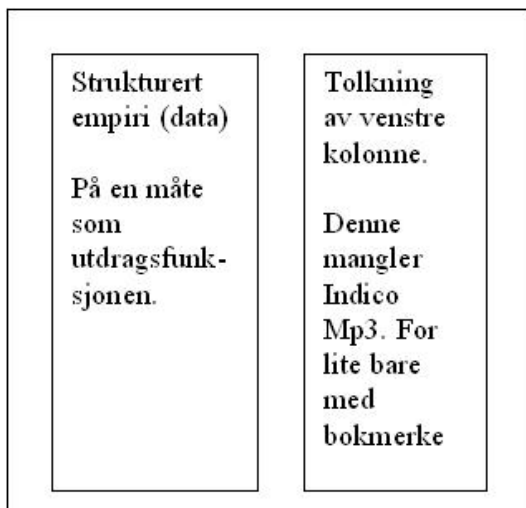 Strukturert
empiri (data)
På en måte
som
utdragsfunk-
sjonen.
Tolkning
av venstre
kolonne.
Denne
mangler
Indico
Mp3. For
lite bare
med
bokmerke